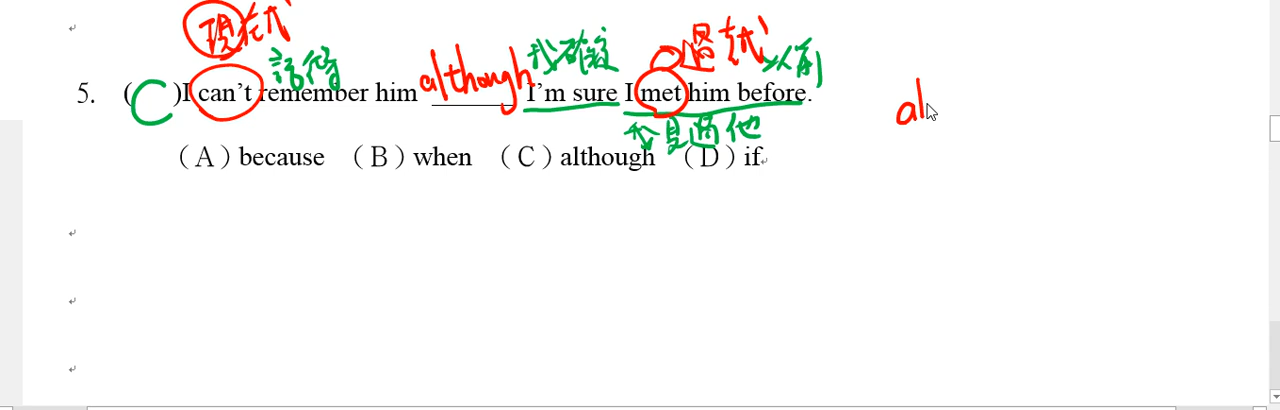 現在式
記得 although 我確定 過去式 以前
5. ( C )I can't remember him ______ I'm sure I met him before. al
我見過他
（A）because （B）when （C）although （D）if